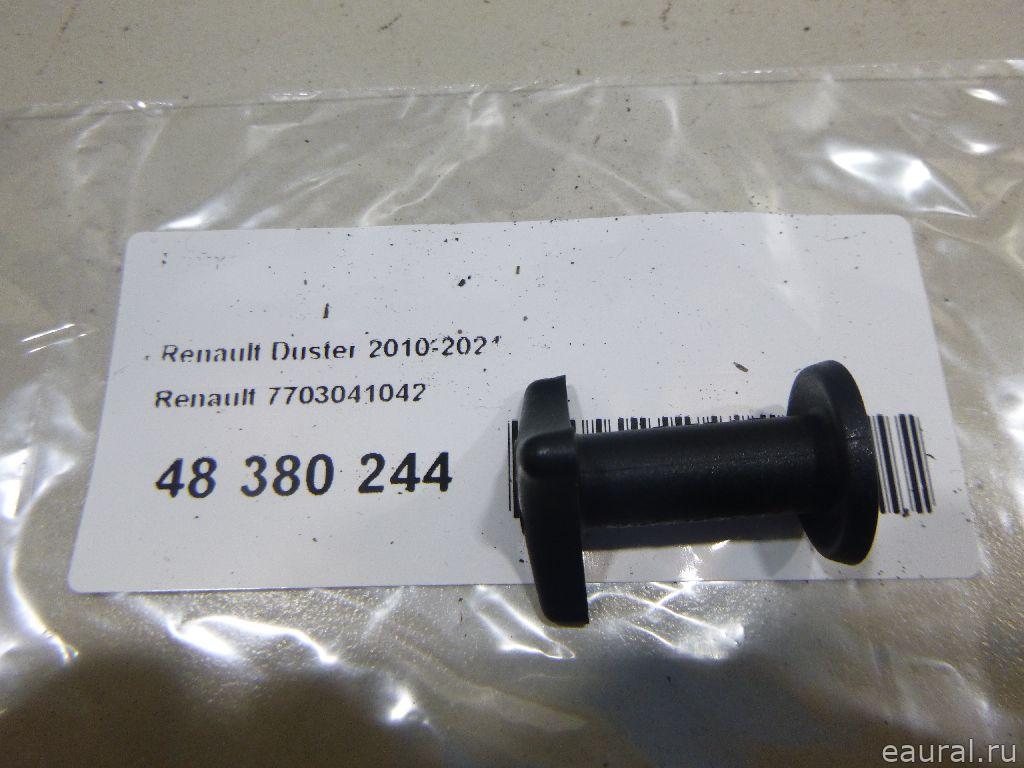 Renault Duster 2010-2021
Renault 7703041042
48 380 244
eaural.ru